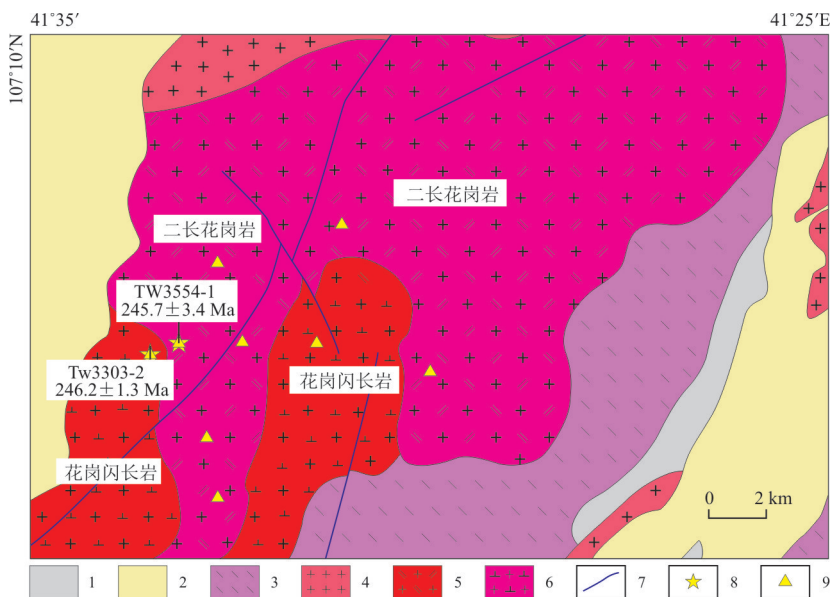 41°35′ 41°25′E
107°10′N
二长花岗岩
二长花岗岩
TW3554-1
245.7±3.4 Ma
Tw3303-2
246.2±1.3 Ma
花岗闪长岩
花岗闪长岩
0 2 km
1 2 3 4 5 6 7 8 9